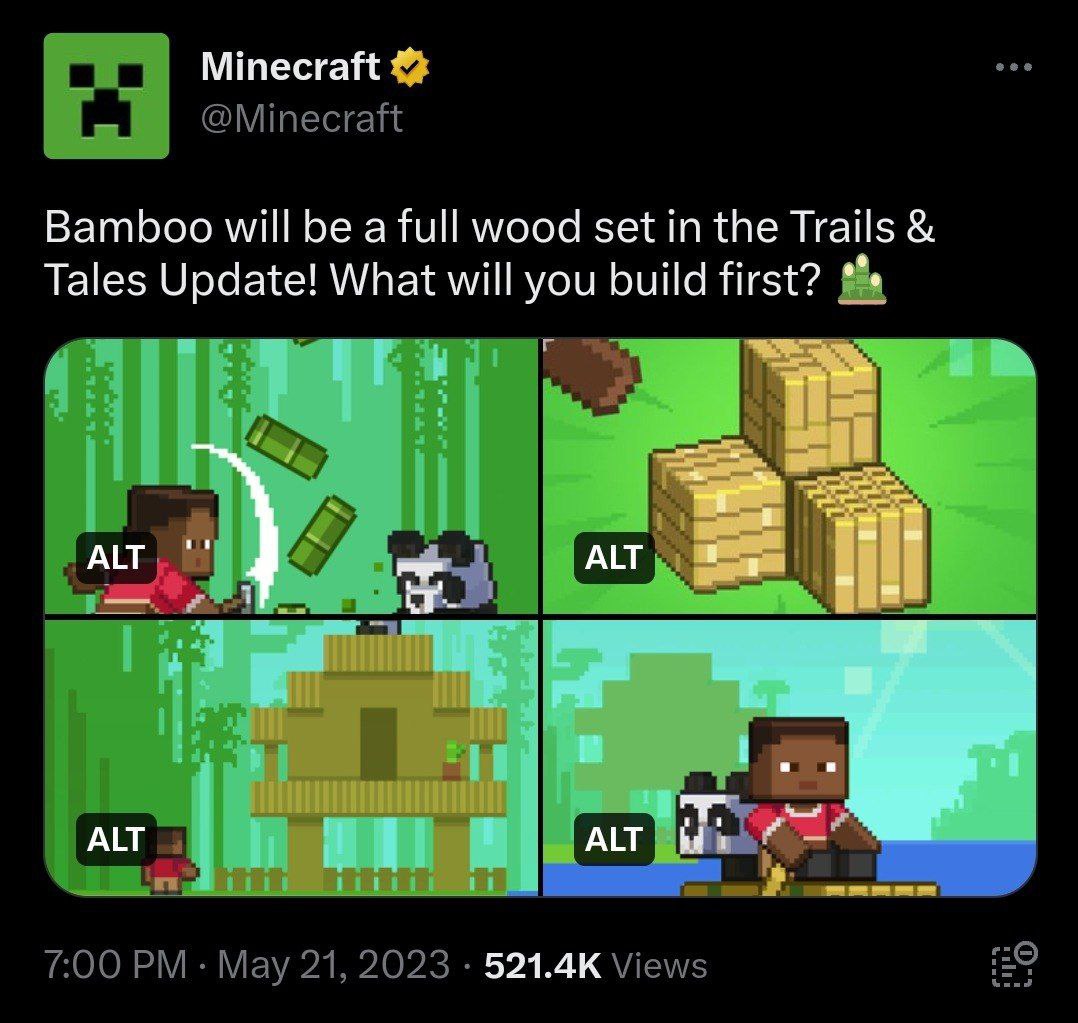 Minecraft
@Minecraft
Bamboo will be a full wood set in the Trails &
Tales Update! What will you build first? 🎍
ALT
ALT
ALT
ALT
7:00 PM · May 21, 2023 · 521.4K Views